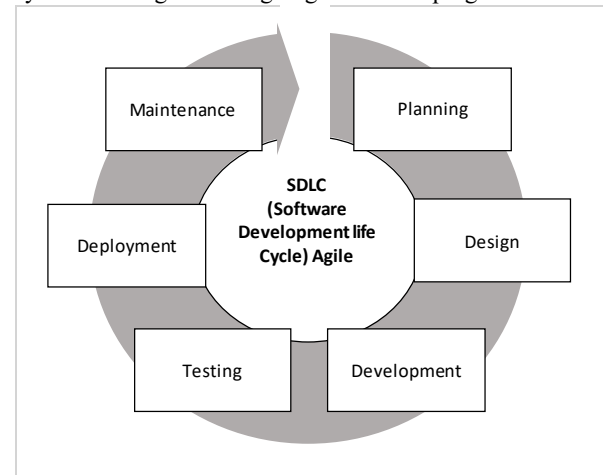 Maintenance
Planning
SDLC
(Software
Development life
Cycle) Agile
Deployment
Design
Testing
Development